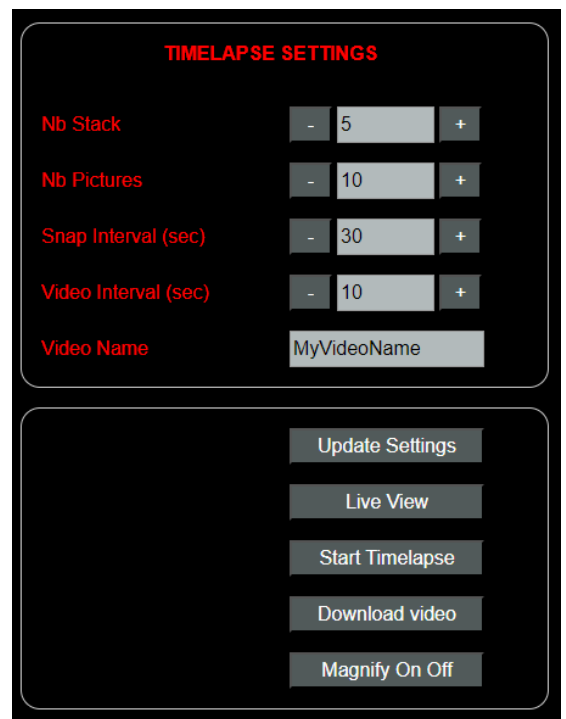 TIMELAPSE SETTINGS
Nb Stack - 5 +
Nb Pictures - 10 +
Snap Interval (sec) - 30 +
Video Interval (sec) - 10 +
Video Name MyVideoName
Update Settings
Live View
Start Timelapse
Download video
Magnify On Off